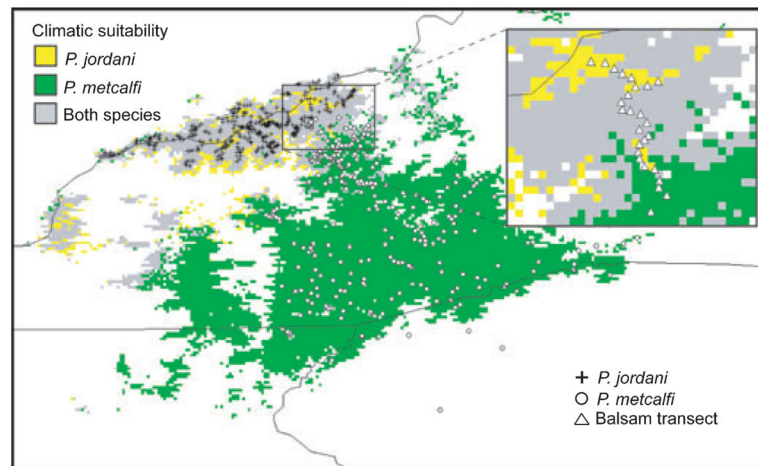 Climatic suitability
P. jordani
P. metcalfi
Both species
P. jordani
P. metcalfi
Balsam transect